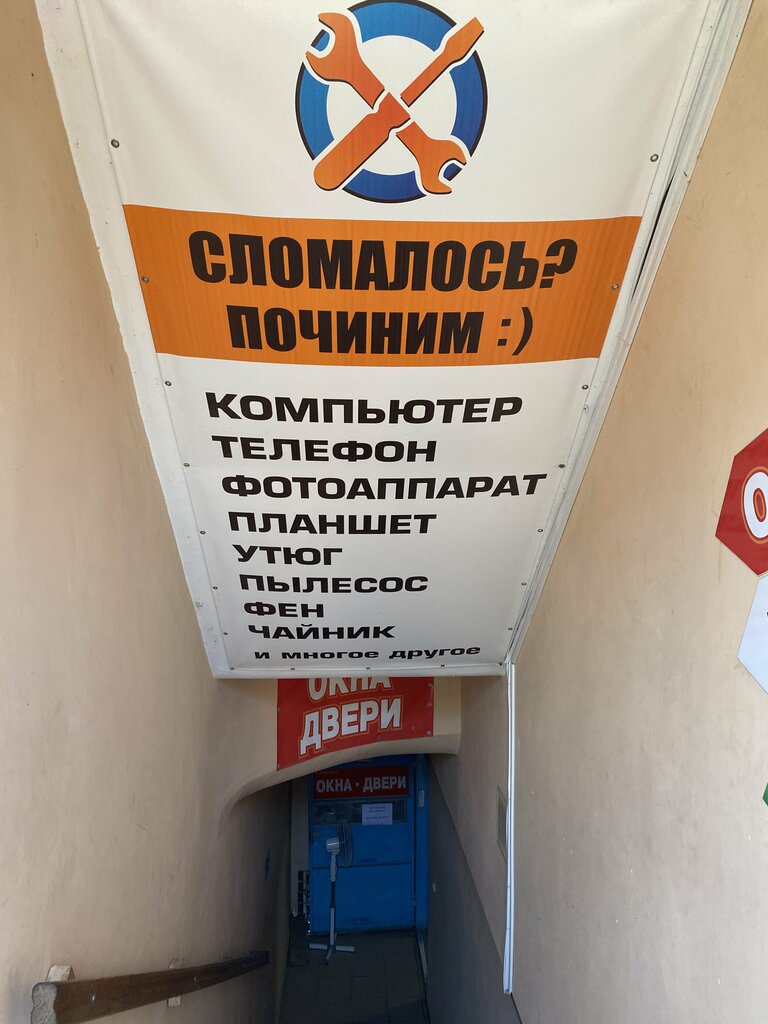 СЛОМАЛОСЬ?
ПОЧИНИМ :)
КОМПЬЮТЕР
ТЕЛЕФОН
ФОТОАППАРАТ
ПЛАНШЕТ
УТЮГ
ПЫЛЕСОС
ФЕН
ЧАЙНИК
и многое другое
ОКНА
ДВЕРИ
ОКНА · ДВЕРИ